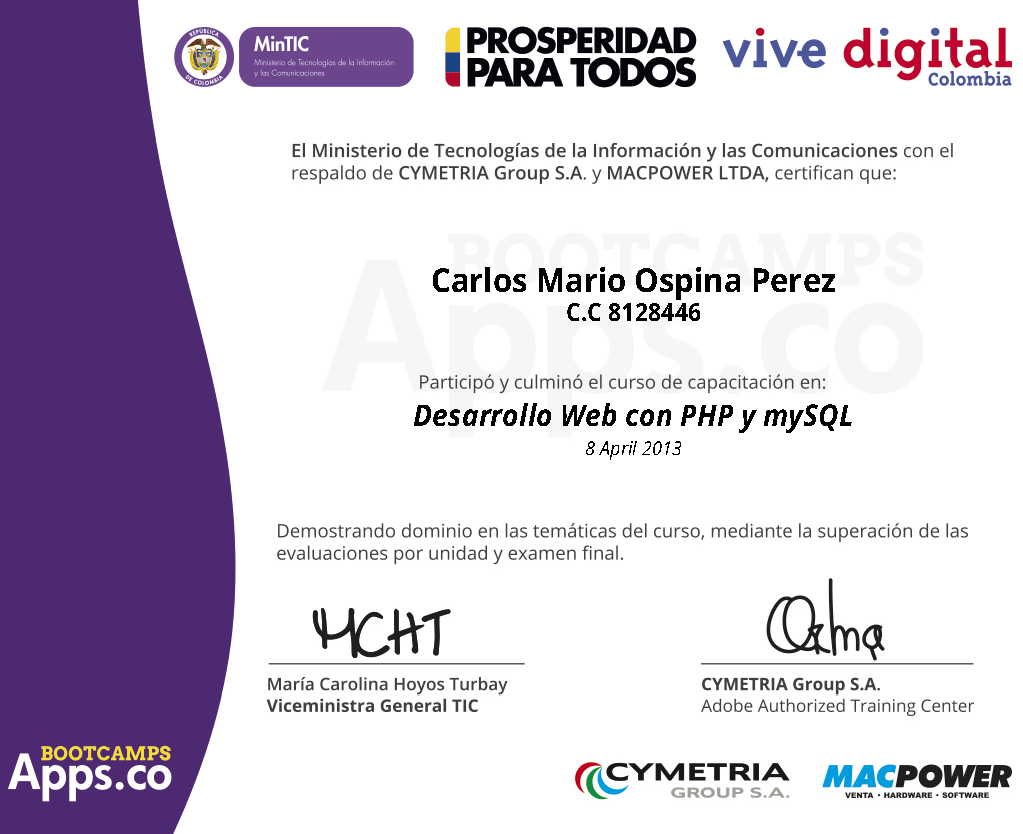 REPÚBLICA
DE COLOMBIA
MinTIC
Ministerio de Tecnologías de la Información
y las Comunicaciones
PROSPERIDAD
PARA TODOS
vive digital
Colombia
El Ministerio de Tecnologías de la Información y las Comunicaciones con el
respaldo de CYMETRIA Group S.A. y MACPOWER LTDA, certifican que:
BOOTCAMPS
Apps.co
Carlos Mario Ospina Perez
C.C 8128446
Participó y culminó el curso de capacitación en:
Desarrollo Web con PHP y mySQL
8 April 2013
Demostrando dominio en las temáticas del curso, mediante la superación de las
evaluaciones por unidad y examen final.
MCHT
María Carolina Hoyos Turbay
Viceministra General TIC
CYMETRIA Group S.A.
Adobe Authorized Training Center
BOOTCAMPS
Apps.co
CYMETRIA
GROUP S.A.
MACPOWER
VENTA • HARDWARE • SOFTWARE